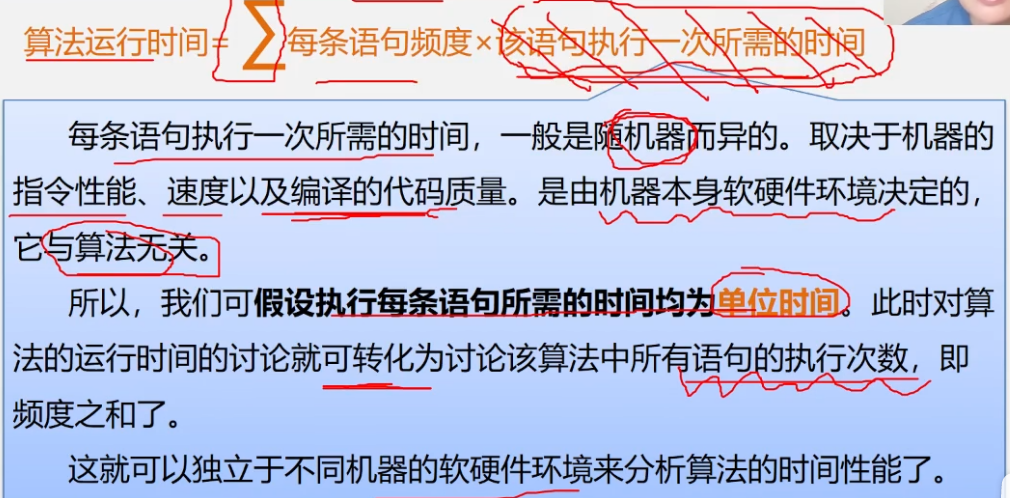 算法运行时间=∑每条语句频度×该语句执行一次所需的时间
每条语句执行一次所需的时间，一般是随机器而异的。取决于机器的
指令性能、速度以及编译的代码质量。是由机器本身软硬件环境决定的，
它与算法无关。
所以，我们可假设执行每条语句所需的时间均为单位时间。此时对算
法的运行时间的讨论就可转化为讨论该算法中所有语句的执行次数，即
频度之和了。
这就可以独立于不同机器的软硬件环境来分析算法的时间性能了。